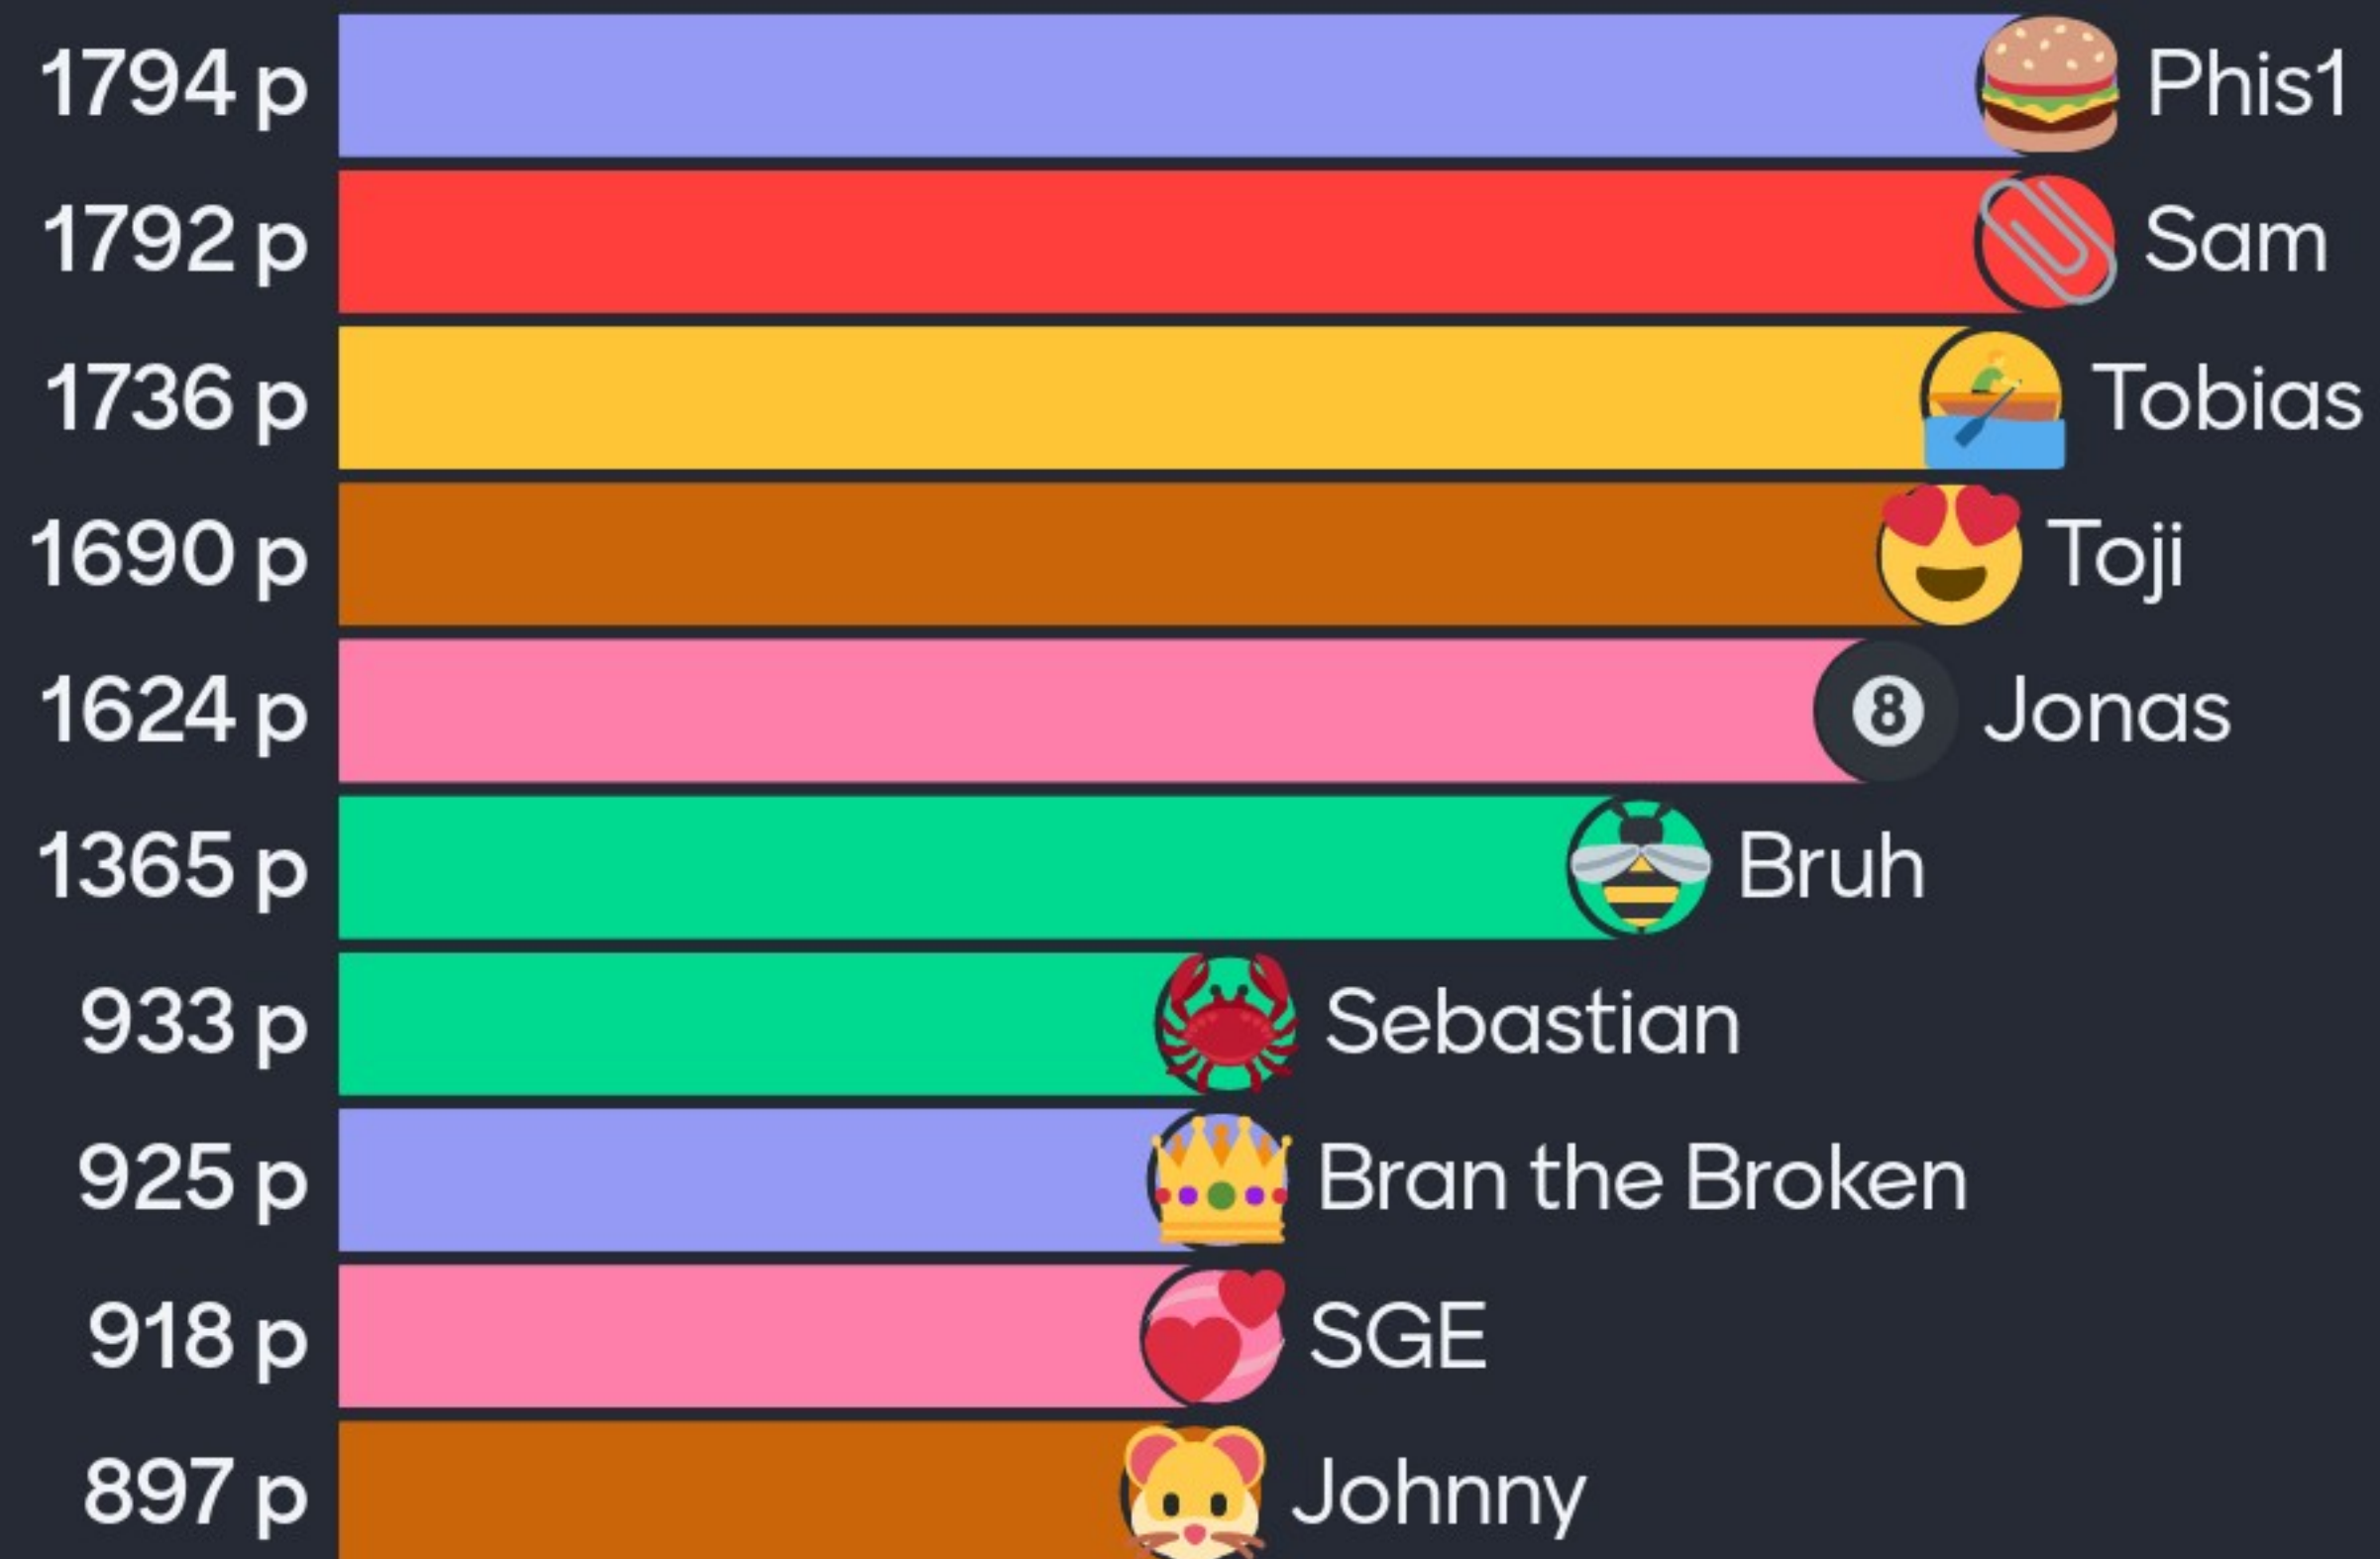 1794 p Phis1
1792 p Sam
1736 p Tobias
1690 p Toji
1624 p 8 Jonas
1365 p Bruh
933 p Sebastian
925 p Bran the Broken
918 p SGE
897 p Johnny